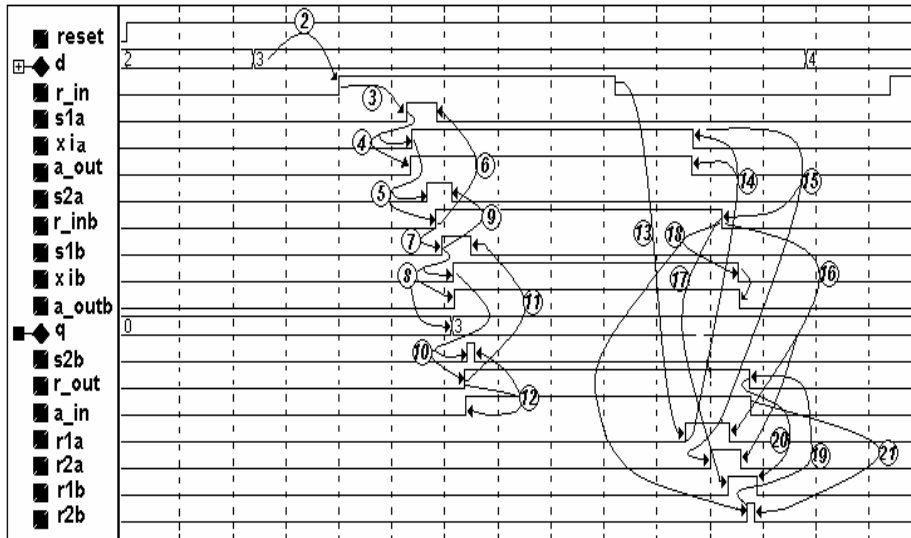 reset
2
d
2
3
4
r_in
3
s1a
xia
4
a_out
6
14
15
s2a
5
r_inb
9
s1b
7
13
18
xib
8
17
16
a_outb
11
q
0
3
s2b
10
r_out
a_in
12
r1a
20
19
21
r2a
r1b
r2b